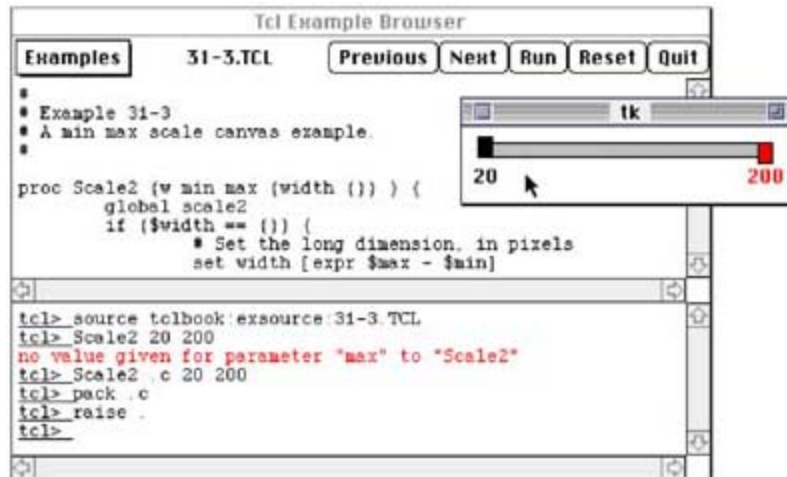 Tcl Example Browser
Examples 31-3.TCL Previous Next Run Reset Quit
#
# Example 31-3
# A min max scale canvas example.
#
proc Scale2 {w min max {width {}} } {
global scale2
if {$width == {}} {
# Set the long dimension, in pixels
set width [expr $max - $min]
tk
20 200
tcl> source tclbook:exsource:31-3.TCL
tcl> Scale2 20 200
no value given for parameter "max" to "Scale2"
tcl> Scale2 .c 20 200
tcl> pack .c
tcl> raise .
tcl>